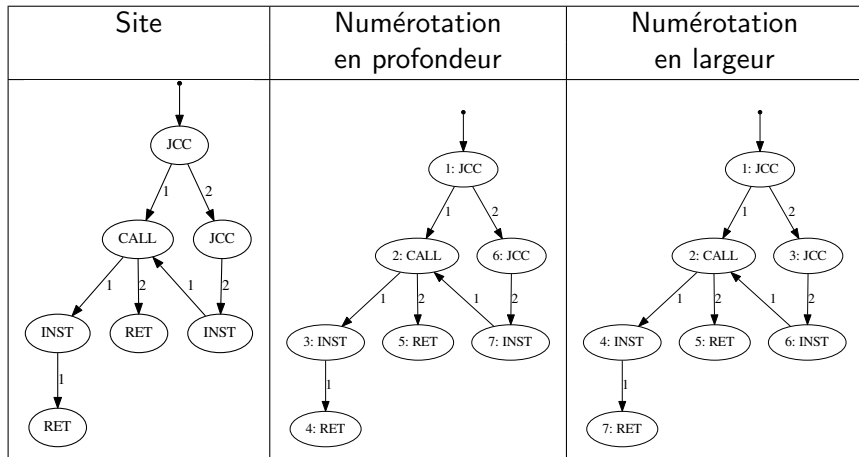 Site
Numérotation
en profondeur
Numérotation
en largeur
JCC
1
2
CALL
JCC
1
2
1
2
INST
RET
INST
1
RET
1: JCC
1
2
2: CALL
6: JCC
1
2
1
2
3: INST
5: RET
7: INST
1
4: RET
1: JCC
1
2
2: CALL
3: JCC
1
2
1
2
4: INST
5: RET
6: INST
1
7: RET